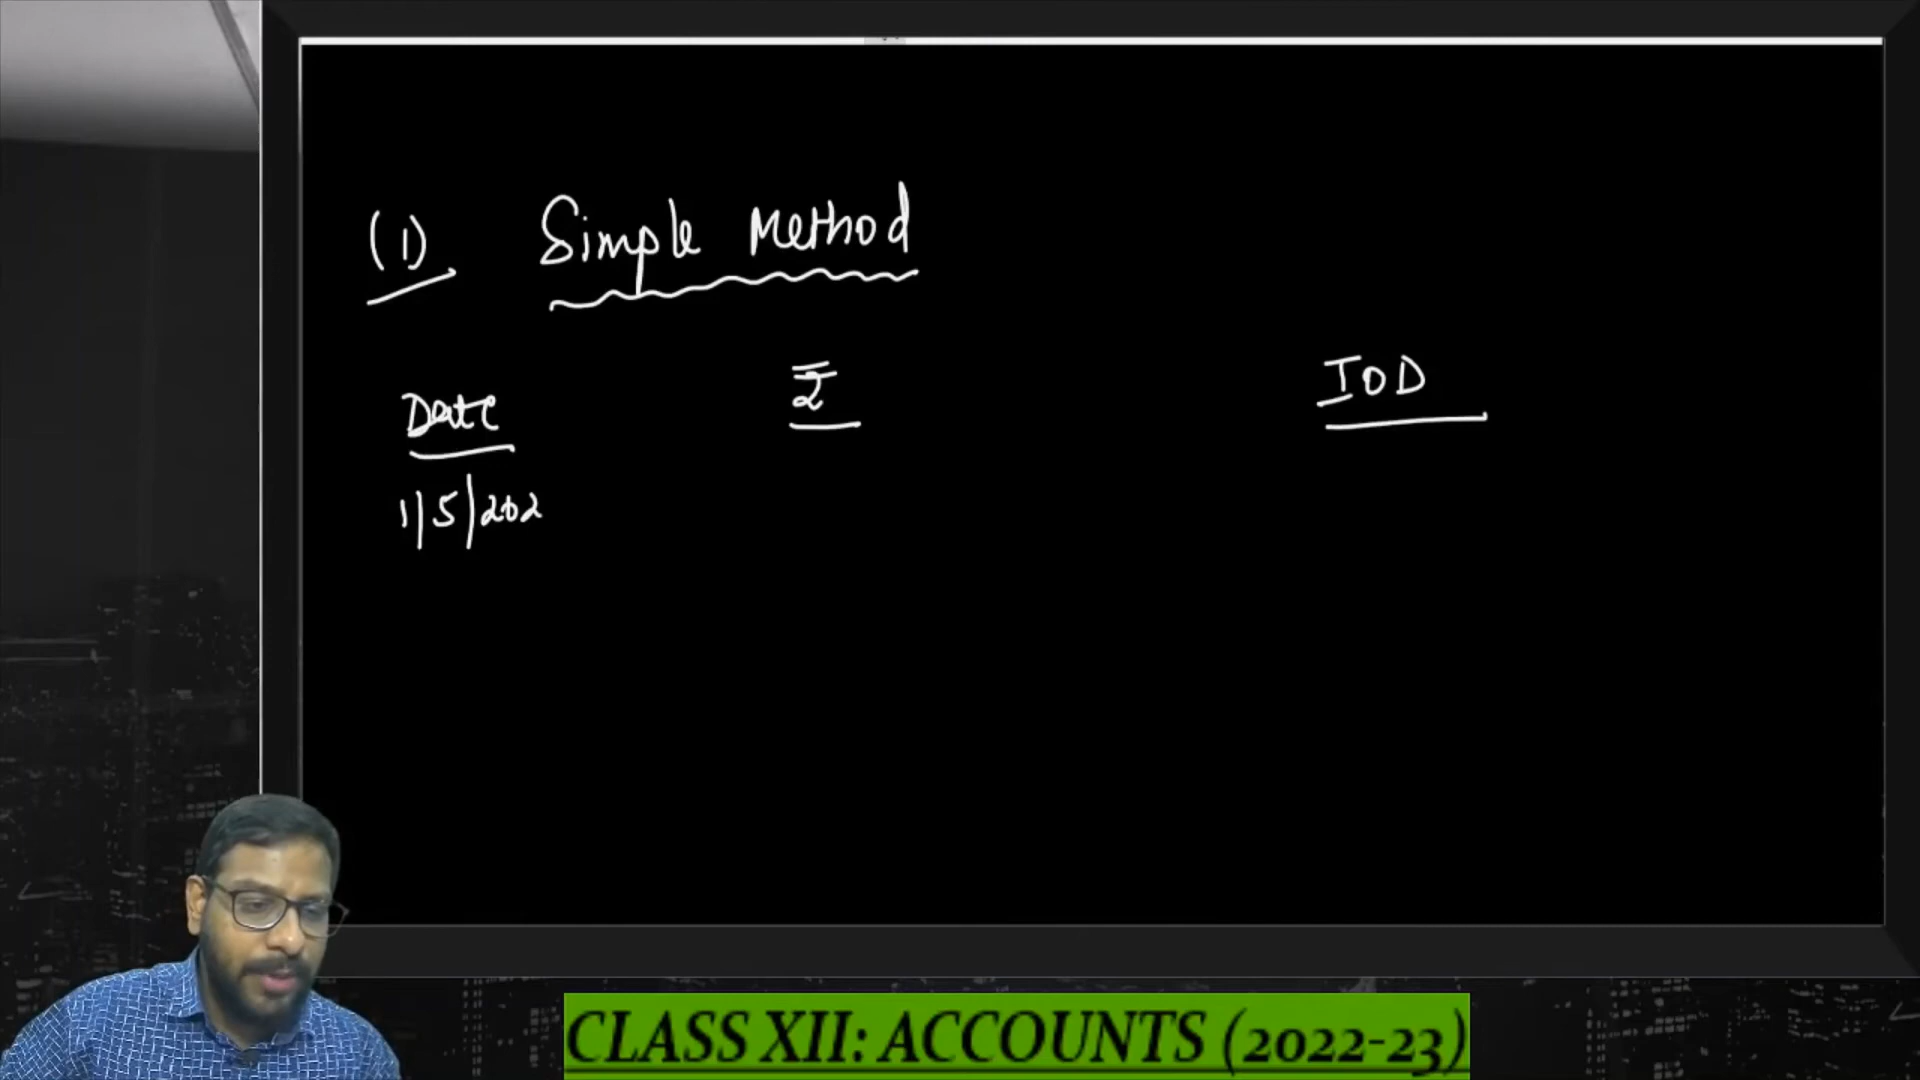 (1) Simple Method
Date ₹ IOD
1/5/202
CLASS XII: ACCOUNTS (2022-23)